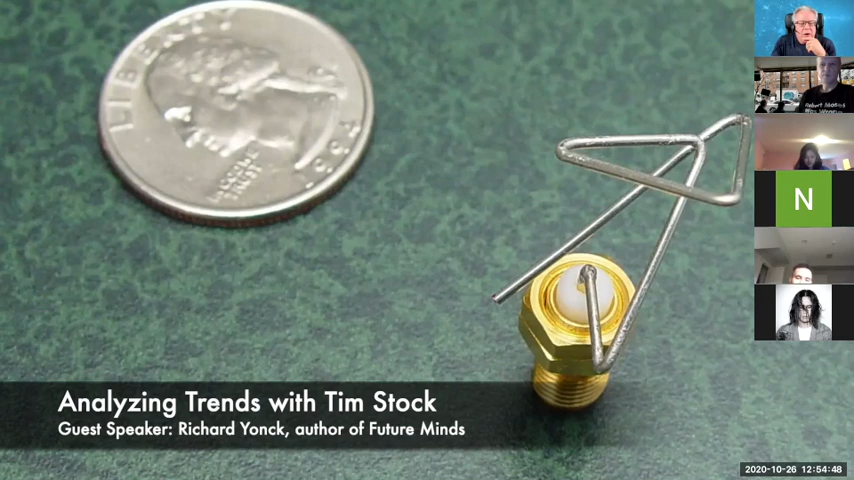 LIBERTY
1994
N
Analyzing Trends with Tim Stock
Guest Speaker: Richard Yonck, author of Future Minds
2020-10-26 12:54:48